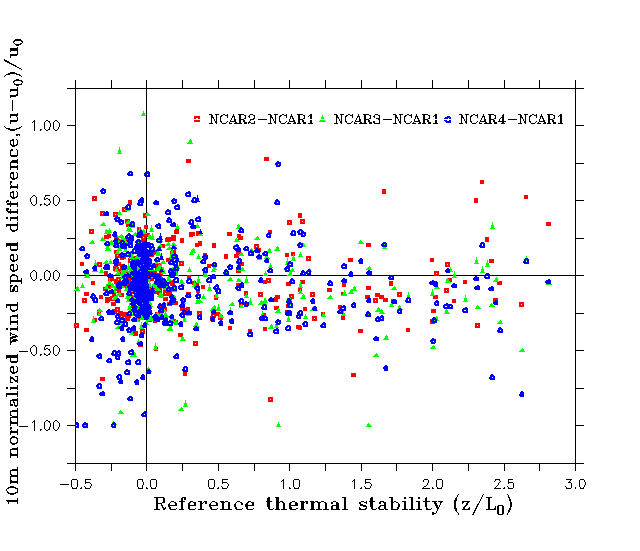 10m normalized wind speed difference,(u−u₀)/u₀
NCAR2−NCAR1 NCAR3−NCAR1 NCAR4−NCAR1
1.00
0.50
0.00
−0.50
−1.00
−0.5 0.0 0.5 1.0 1.5 2.0 2.5 3.0
Reference thermal stability (z/L₀)